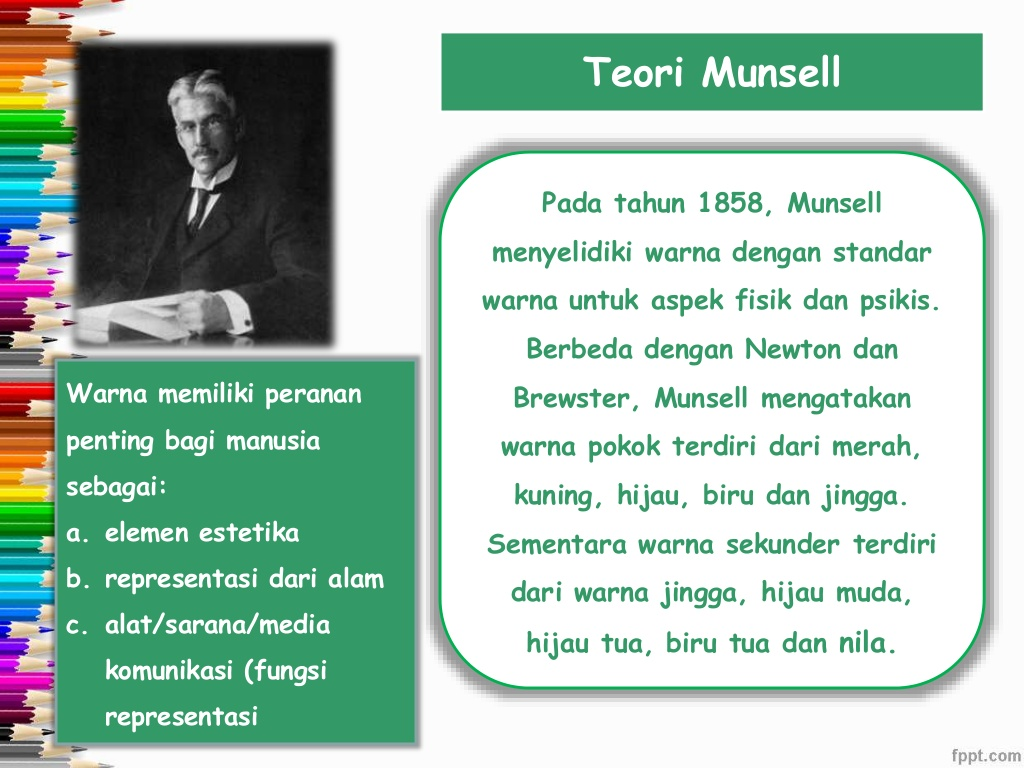 Teori Munsell
Pada tahun 1858, Munsell
menyelidiki warna dengan standar
warna untuk aspek fisik dan psikis.
Berbeda dengan Newton dan
Brewster, Munsell mengatakan
warna pokok terdiri dari merah,
kuning, hijau, biru dan jingga.
Sementara warna sekunder terdiri
dari warna jingga, hijau muda,
hijau tua, biru tua dan nila.
Warna memiliki peranan
penting bagi manusia
sebagai:
a. elemen estetika
b. representasi dari alam
c. alat/sarana/media
komunikasi (fungsi
representasi
fppt.com